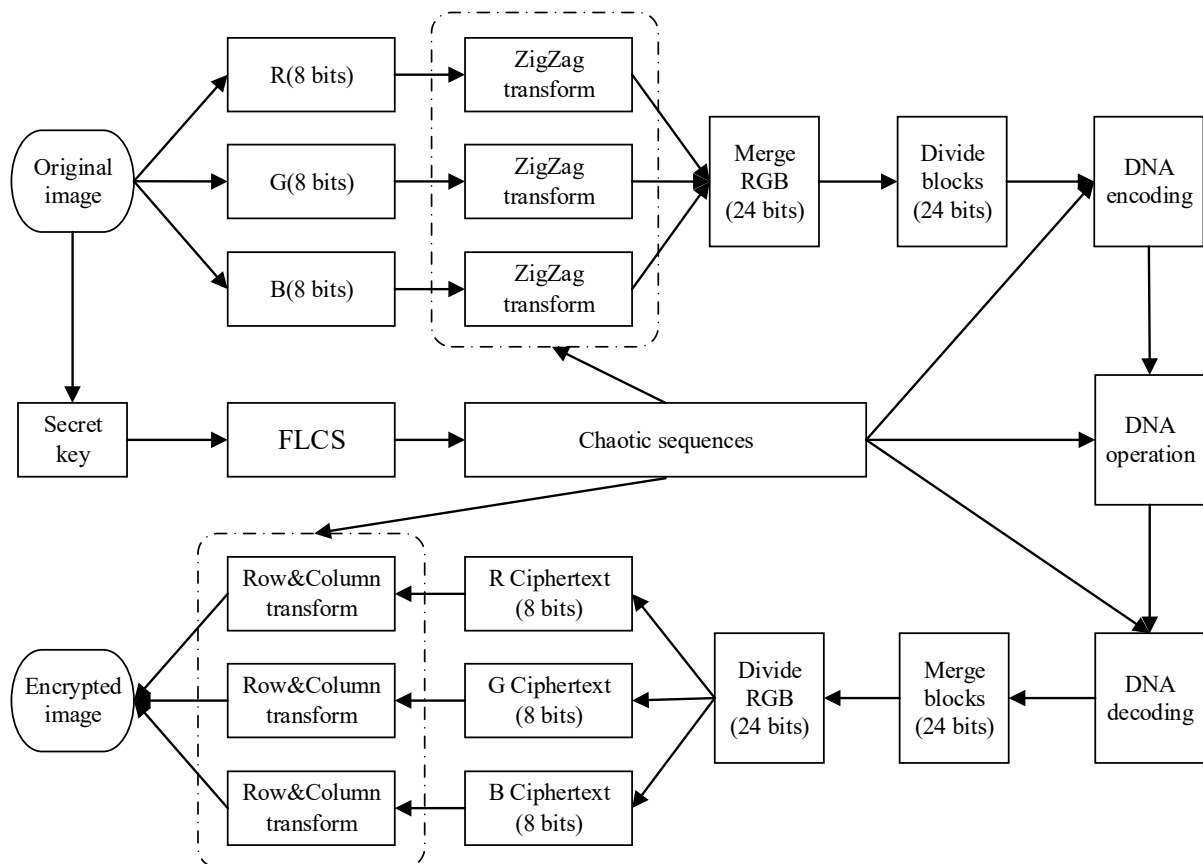 R(8 bits)
ZigZag
transform
Original
image
G(8 bits)
ZigZag
transform
Merge
RGB
(24 bits)
Divide
blocks
(24 bits)
DNA
encoding
B(8 bits)
ZigZag
transform
Secret
key
FLCS
Chaotic sequences
DNA
operation
Row&Column
transform
R Ciphertext
(8 bits)
Encrypted
image
Row&Column
transform
G Ciphertext
(8 bits)
Divide
RGB
(24 bits)
Merge
blocks
(24 bits)
DNA
decoding
Row&Column
transform
B Ciphertext
(8 bits)